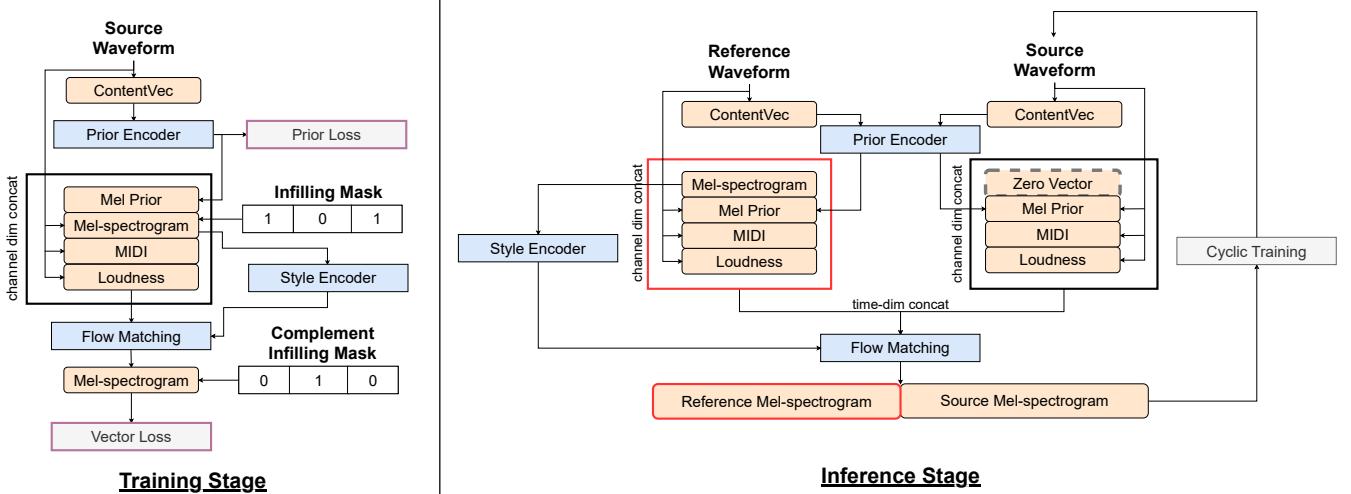 Source
Waveform
ContentVec
Prior Encoder
Prior Loss
channel dim concat
Mel Prior
Mel-spectrogram
MIDI
Loudness
Infilling Mask
1 0 1
Style Encoder
Flow Matching
Complement
Infilling Mask
Mel-spectrogram
0 1 0
Vector Loss
Training Stage
Reference
Waveform
Source
Waveform
ContentVec
ContentVec
Prior Encoder
channel dim concat
Mel-spectrogram
Mel Prior
MIDI
Loudness
channel dim concat
Zero Vector
Mel Prior
MIDI
Loudness
Style Encoder
Cyclic Training
time-dim concat
Flow Matching
Reference Mel-spectrogram
Source Mel-spectrogram
Inference Stage